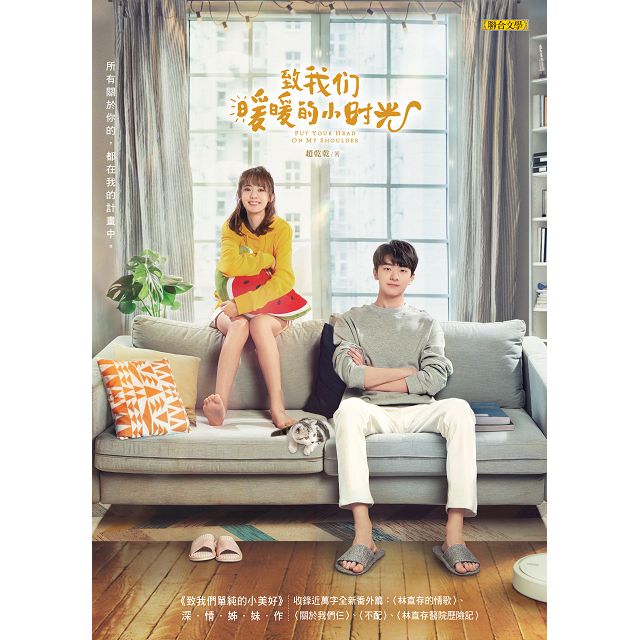 聯合文學
致我们
暖暖的小时光
PUT YOUR HEAD
ON MY SHOULDER
趙乾乾/著
所有關於你的，都在我的計畫中。
《致我們單純的小美好》
深・情・姊・妹・作
收錄近萬字全新番外篇：〈林直存的情歌〉、
〈關於我們仨〉、〈不配〉、〈林直存醫院歷險記〉